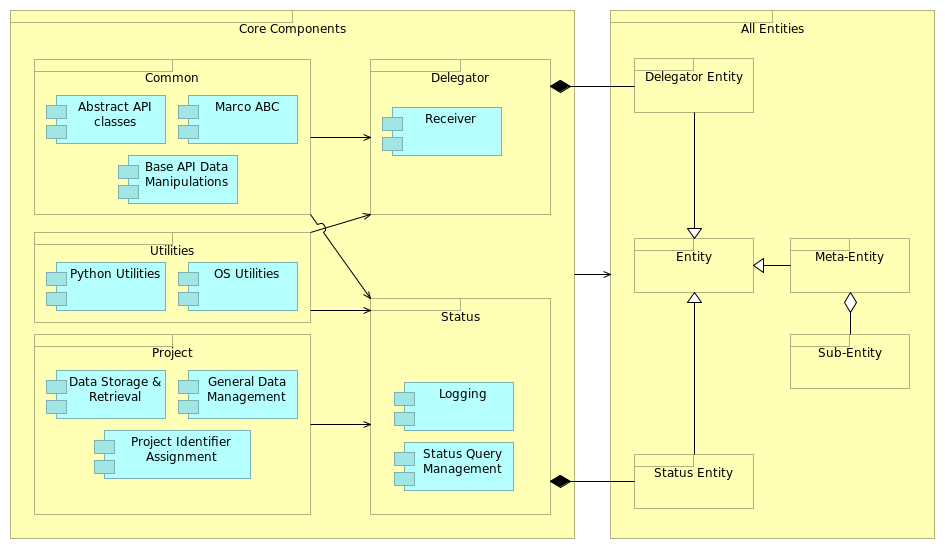 Core Components
All Entities
Common
Abstract API
classes
Marco ABC
Base API Data
Manipulations
Delegator
Receiver
Delegator Entity
Utilities
Python Utilities
OS Utilities
Entity
Meta-Entity
Sub-Entity
Project
Data Storage &
Retrieval
General Data
Management
Project Identifier
Assignment
Status
Logging
Status Query
Management
Status Entity